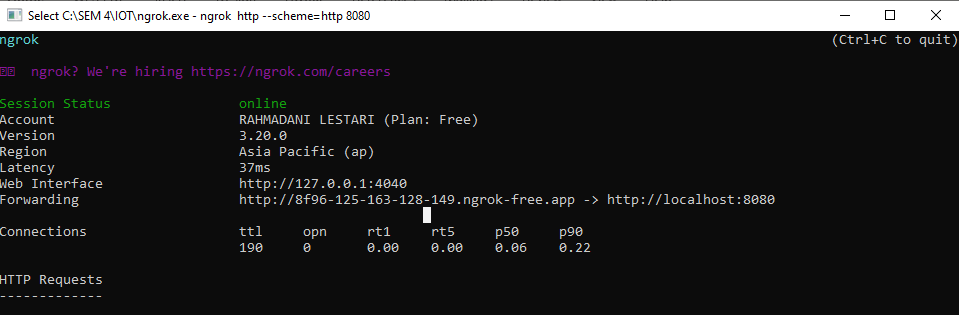 Select C:\SEM 4\IOT\ngrok.exe - ngrok http --scheme=http 8080
ngrok (Ctrl+C to quit)
ngrok? We're hiring https://ngrok.com/careers
Session Status online
Account RAHMADANI LESTARI (Plan: Free)
Version 3.20.0
Region Asia Pacific (ap)
Latency 37ms
Web Interface http://127.0.0.1:4040
Forwarding http://8f96-125-163-128-149.ngrok-free.app -> http://localhost:8080
Connections ttl opn rt1 rt5 p50 p90
190 0 0.00 0.00 0.06 0.22
HTTP Requests
-------------